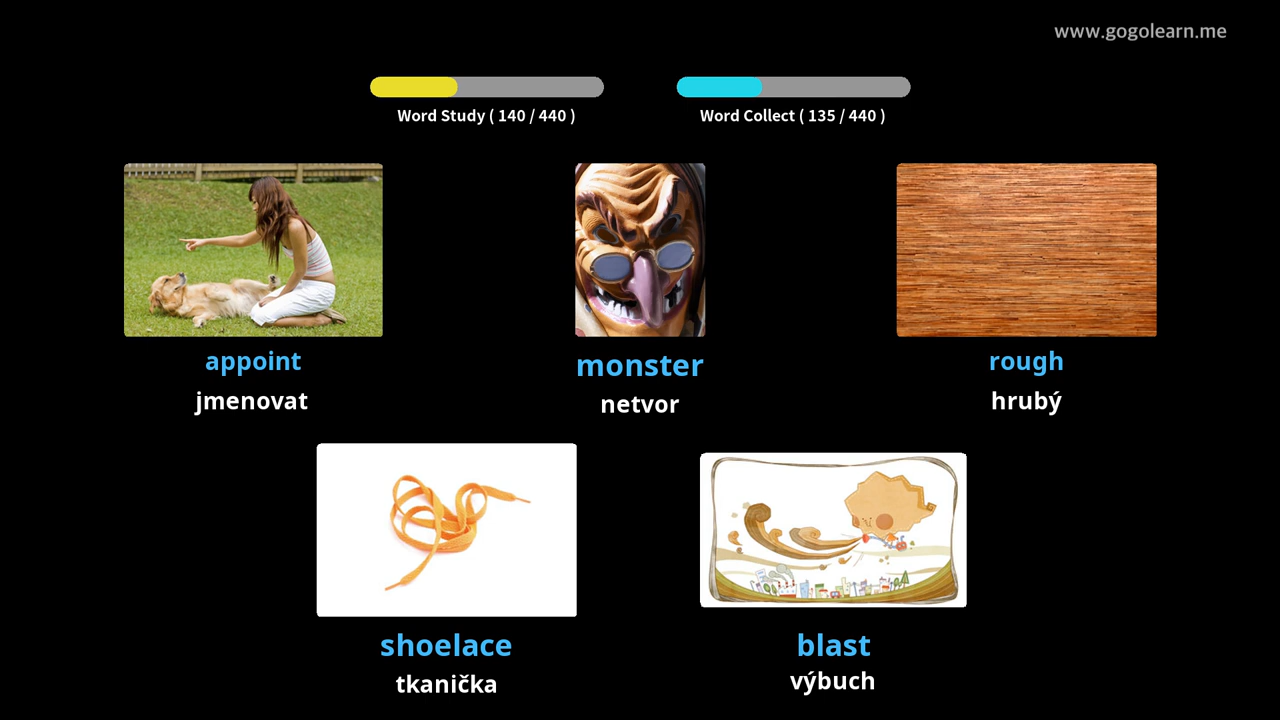 www.gogolearn.me
Word Study ( 140 / 440 )
Word Collect ( 135 / 440 )
appoint
jmenovat
monster
netvor
rough
hrubý
shoelace
tkanička
blast
výbuch